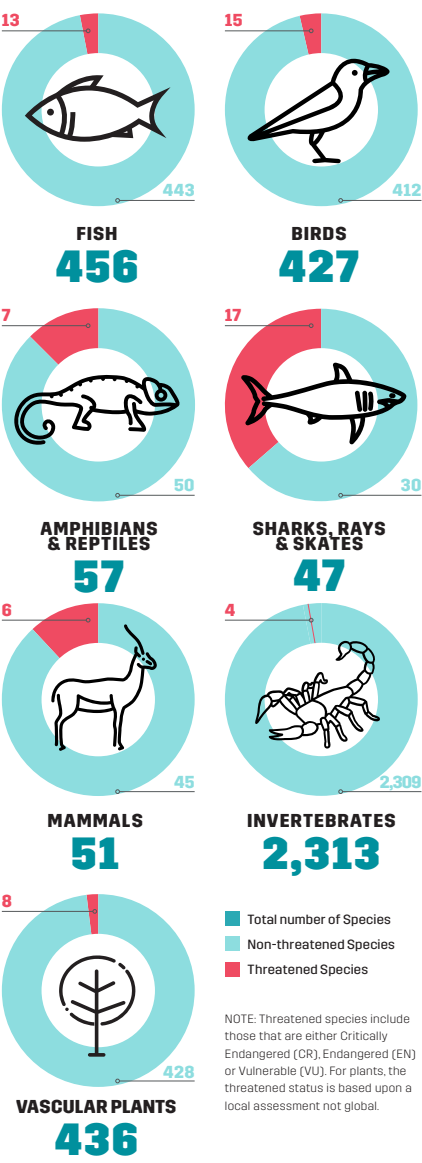 13
443
FISH
456
15
412
BIRDS
427
7
50
AMPHIBIANS
& REPTILES
57
17
30
SHARKS, RAYS
& SKATES
47
6
45
MAMMALS
51
4
2,309
INVERTEBRATES
2,313
8
428
VASCULAR PLANTS
436
Total number of Species
Non-threatened Species
Threatened Species
NOTE: Threatened species include
those that are either Critically
Endangered (CR), Endangered (EN)
or Vulnerable (VU). For plants, the
threatened status is based upon a
local assessment not global.